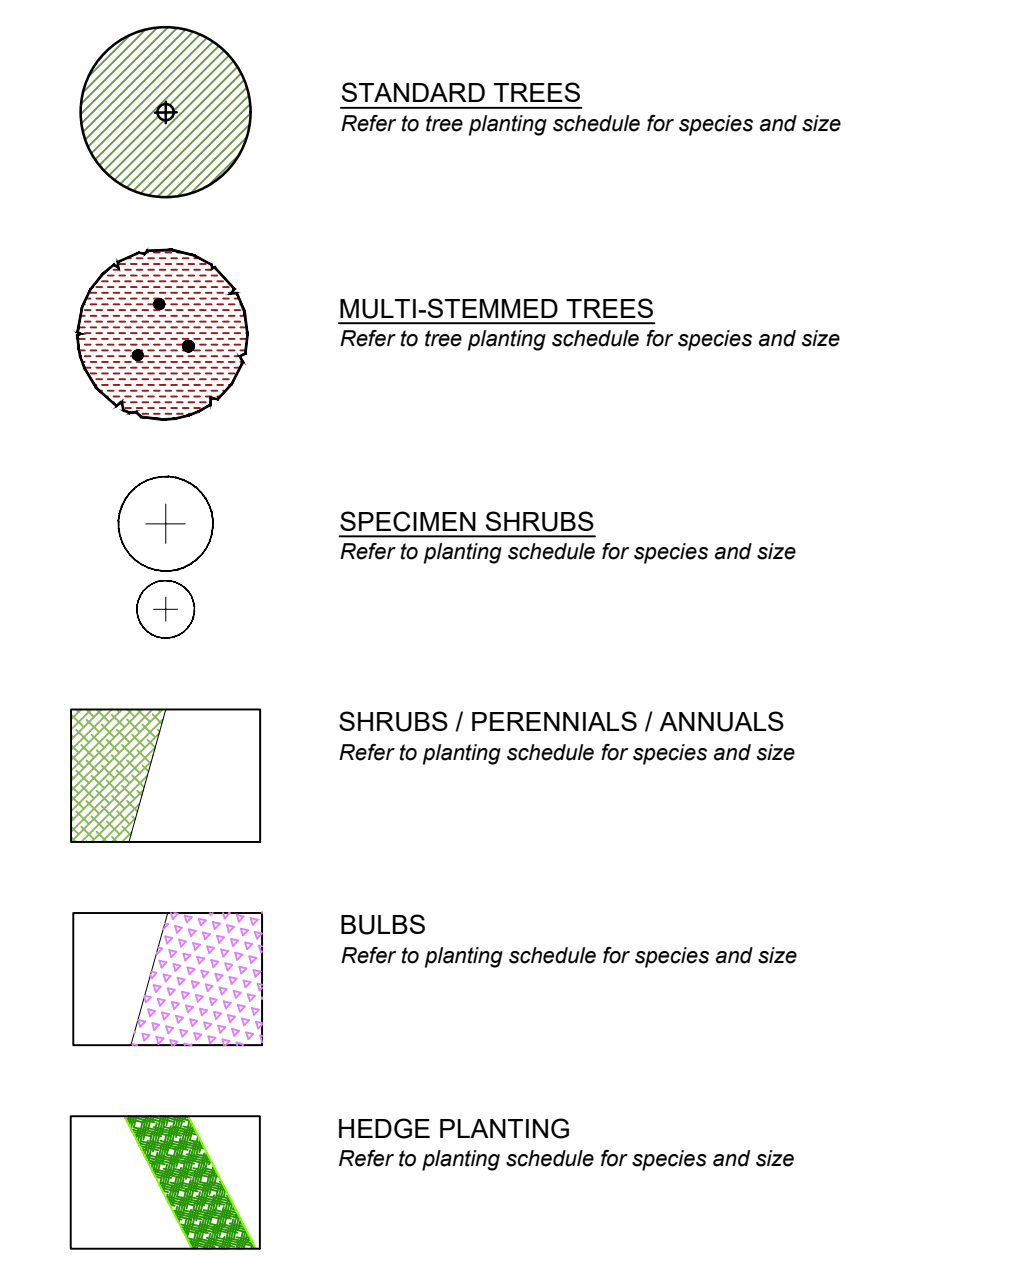 STANDARD TREES
Refer to tree planting schedule for species and size
MULTI-STEMMED TREES
Refer to tree planting schedule for species and size
SPECIMEN SHRUBS
Refer to planting schedule for species and size
SHRUBS / PERENNIALS / ANNUALS
Refer to planting schedule for species and size
BULBS
Refer to planting schedule for species and size
HEDGE PLANTING
Refer to planting schedule for species and size